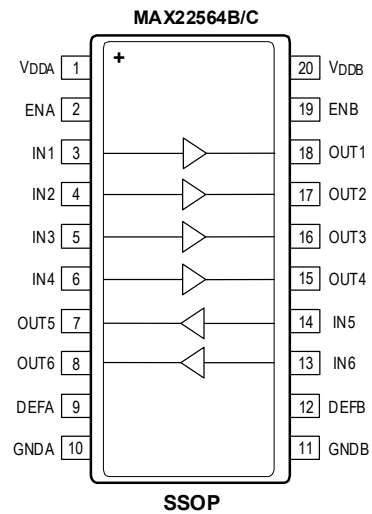 MAX22564B/C
+
VDDA 1 20 VDDB
ENA 2 19 ENB
IN1 3 18 OUT1
IN2 4 17 OUT2
IN3 5 16 OUT3
IN4 6 15 OUT4
OUT5 7 14 IN5
OUT6 8 13 IN6
DEFA 9 12 DEFB
GNDA 10 11 GNDB
SSOP